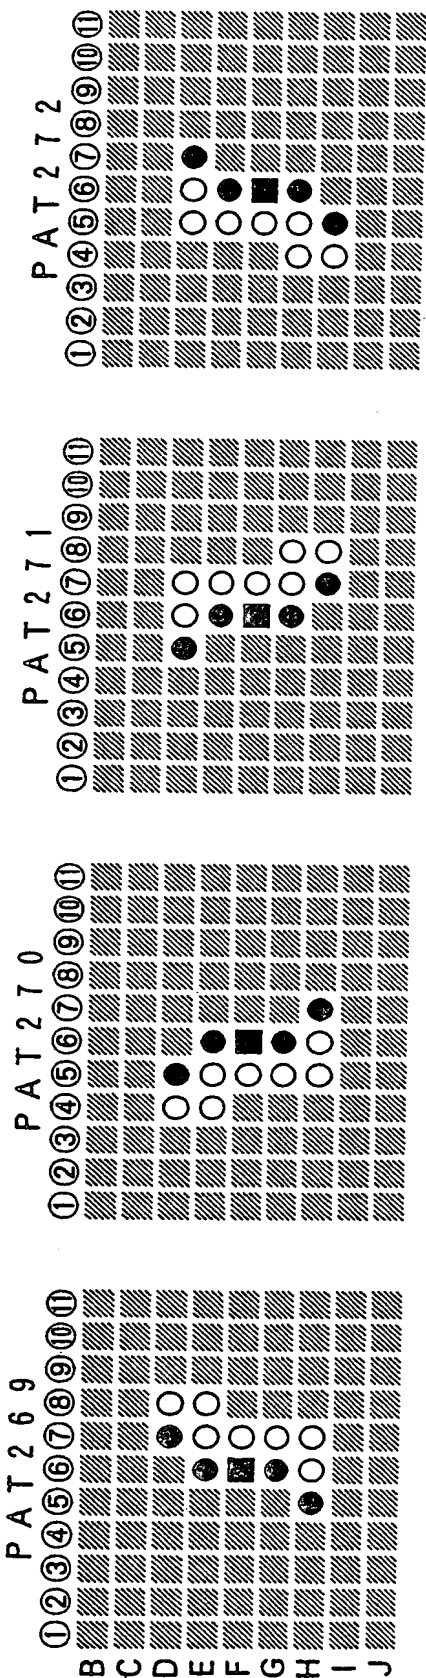 PAT269
①②③④⑤⑥⑦⑧⑨⑩⑪
B
C
D
E
F
G
H
I
J
PAT270
①②③④⑤⑥⑦⑧⑨⑩⑪
PAT271
①②③④⑤⑥⑦⑧⑨⑩⑪
PAT272
①②③④⑤⑥⑦⑧⑨⑩⑪